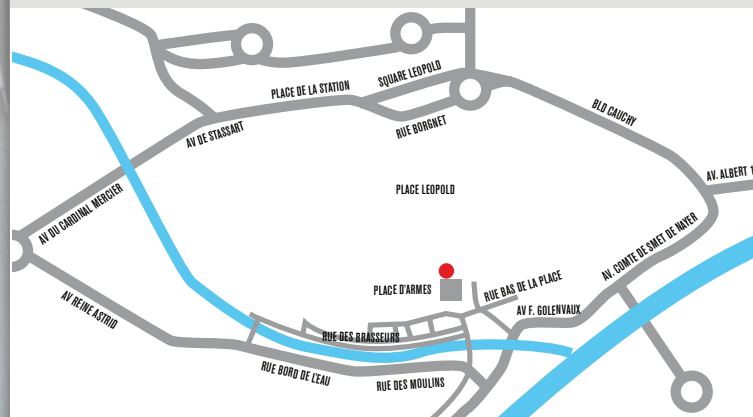 SQUARE LEOPOLD
PLACE DE LA STATION
BLD CAUCHY
RUE BORGNET
AV DE STASSART
AV. ALBERT 1
PLACE LEOPOLD
AV DU CARDINAL MERCIER
AV. COMTE DE SMET DE NAYER
PLACE D'ARMES
RUE BAS DE LA PLACE
AV REINE ASTRID
AV F. GOLENVAUX
RUE DES BRASSEURS
RUE BORD DE L'EAU
RUE DES MOULINS